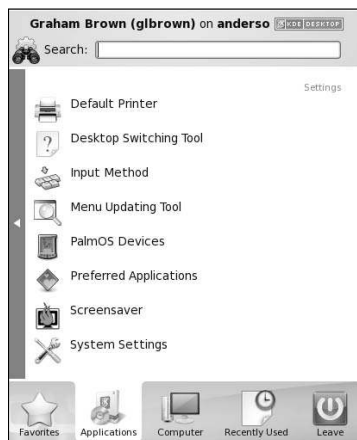 Graham Brown (glbrown) on anderso KDE DESKTOP
Search:
Settings
Default Printer
Desktop Switching Tool
Input Method
Menu Updating Tool
PalmOS Devices
Preferred Applications
Screensaver
System Settings
Favorites Applications Computer Recently Used Leave